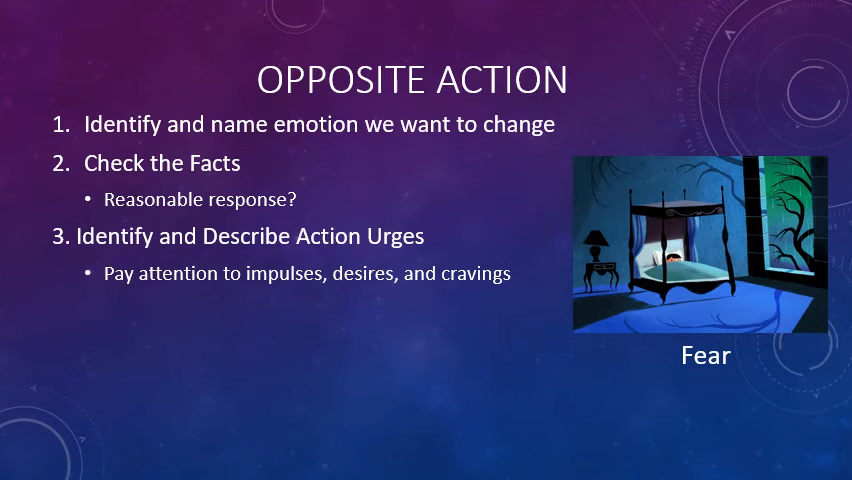 OPPOSITE ACTION
1. Identify and name emotion we want to change
2. Check the Facts
• Reasonable response?
3. Identify and Describe Action Urges
• Pay attention to impulses, desires, and cravings
Fear